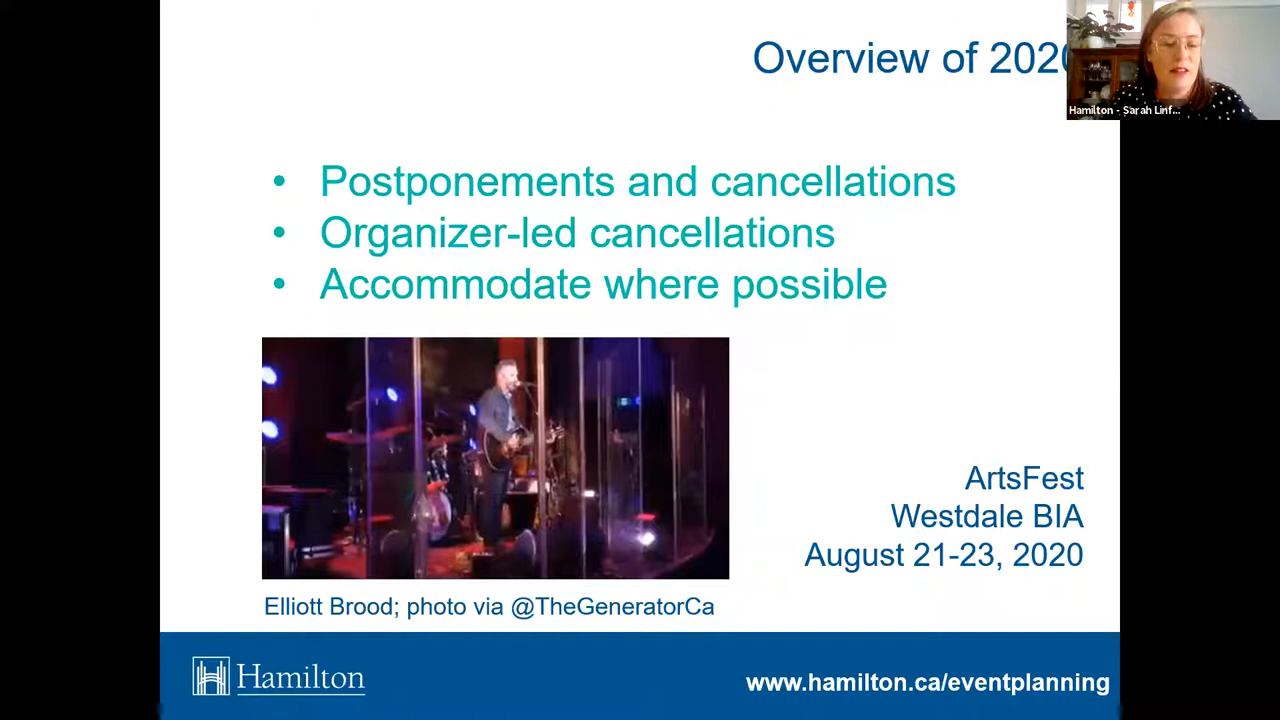 Overview of 2020
Hamilton - Sarah Linf...
• Postponements and cancellations
• Organizer-led cancellations
• Accommodate where possible
ArtsFest
Westdale BIA
August 21-23, 2020
Elliott Brood; photo via @TheGeneratorCa
Hamilton
www.hamilton.ca/eventplanning